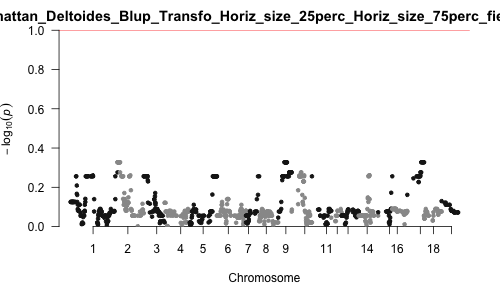 nattan_Deltoides_Blup_Transfo_Horiz_size_25perc_Horiz_size_75perc_fie
1.0
0.8
0.6
0.4
0.2
0.0
− log10(p)
1 2 3 4 5 6 7 8 9 11 14 16 18
Chromosome